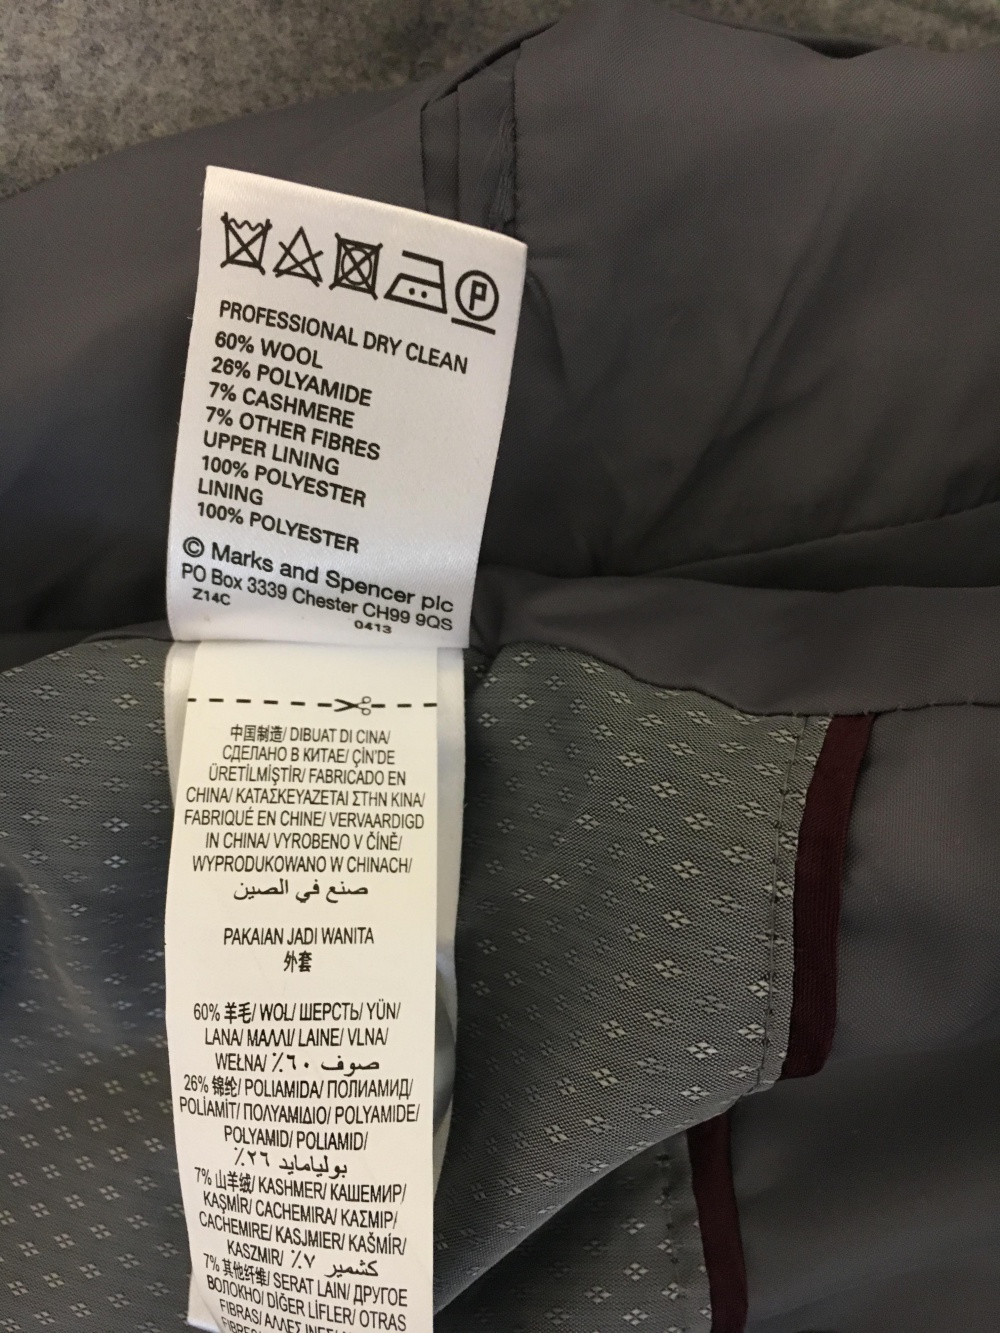 P
PROFESSIONAL DRY CLEAN
60% WOOL
26% POLYAMIDE
7% CASHMERE
7% OTHER FIBRES
UPPER LINING
100% POLYESTER
LINING
100% POLYESTER
© Marks and Spencer plc
PO Box 3339 Chester CH99 9QS
Z14C
0413
中国制造/ DIBUAT DI CINA/
СДЕЛАНО В КИТАЕ/ ÇİN'DE
ÜRETİLMİŞTİR/ FABRICADO EN
CHINA/ ΚΑΤΑΣΚΕΥΑΖΕΤΑΙ ΣΤΗΝ ΚΙΝΑ/
FABRIQUÉ EN CHINE/ VERVAARDIGD
IN CHINA/ VYROBENO V ČÍNĚ/
WYPRODUKOWANO W CHINACH/
صنع في الصين
PAKAIAN JADI WANITA
外套
60% 羊毛/ WOL/ ШЕРСТЬ/ YÜN/
LANA/ ΜΑΛΛΙ/ LAINE/ VLNA/
WEŁNA/ ٪٦٠ صوف
26% 锦纶/ POLIAMIDA/ ПОЛИАМИД/
POLİAMİT/ ΠΟΛΥΑΜΙΔΙΟ/ POLYAMIDE/
POLYAMID/ POLIAMID/
٪٢٦ بولياماید
7% 山羊绒/ KASHMER/ КАШЕМИР/
KAŞMİR/ CACHEMIRA/ ΚΑΣΜΙΡ/
CACHEMIRE/ KASJMIER/ KAŠMÍR/
KASZMIR/ ٪٧ كشمير
7% 其他纤维/ SERAT LAIN/ ДРУГОЕ
ВОЛОКНО/ DİĞER LİFLER/ OTRAS
FIBRAS/